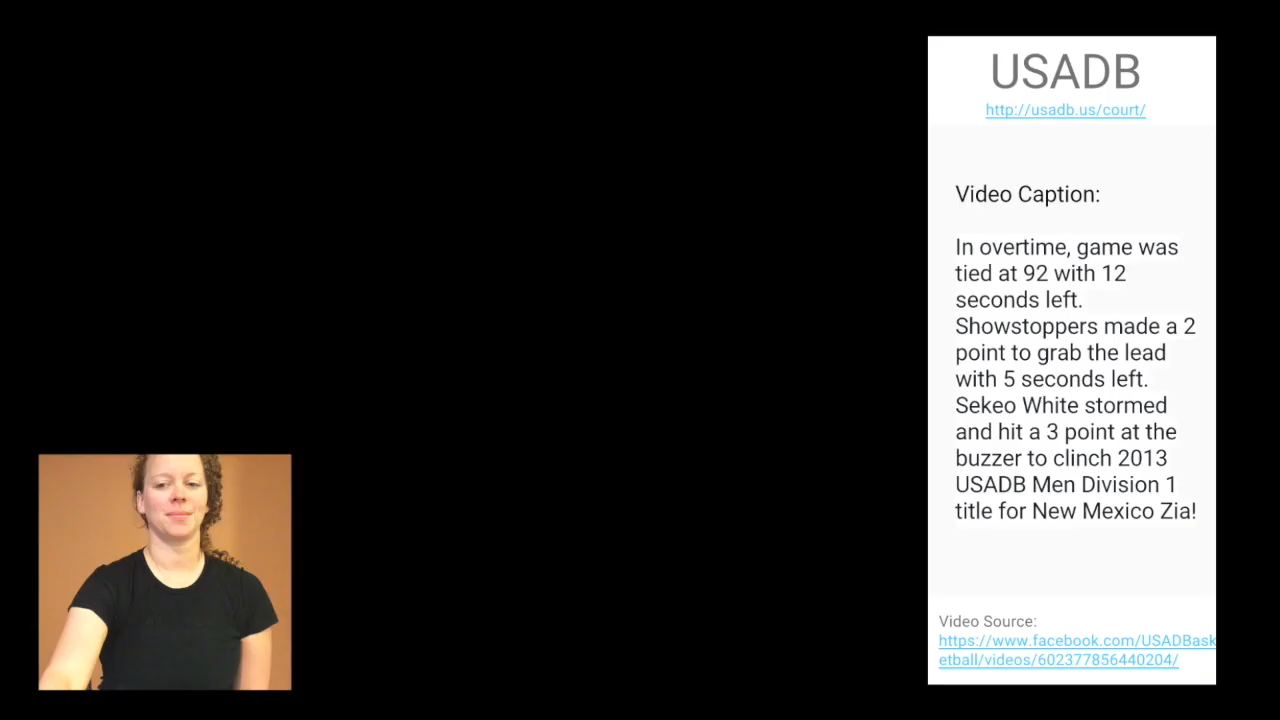 USADB
http://usadb.us/court/
Video Caption:
In overtime, game was
tied at 92 with 12
seconds left.
Showstoppers made a 2
point to grab the lead
with 5 seconds left.
Sekeo White stormed
and hit a 3 point at the
buzzer to clinch 2013
USADB Men Division 1
title for New Mexico Zia!
Video Source:
https://www.facebook.com/USADBask
etball/videos/602377856440204/